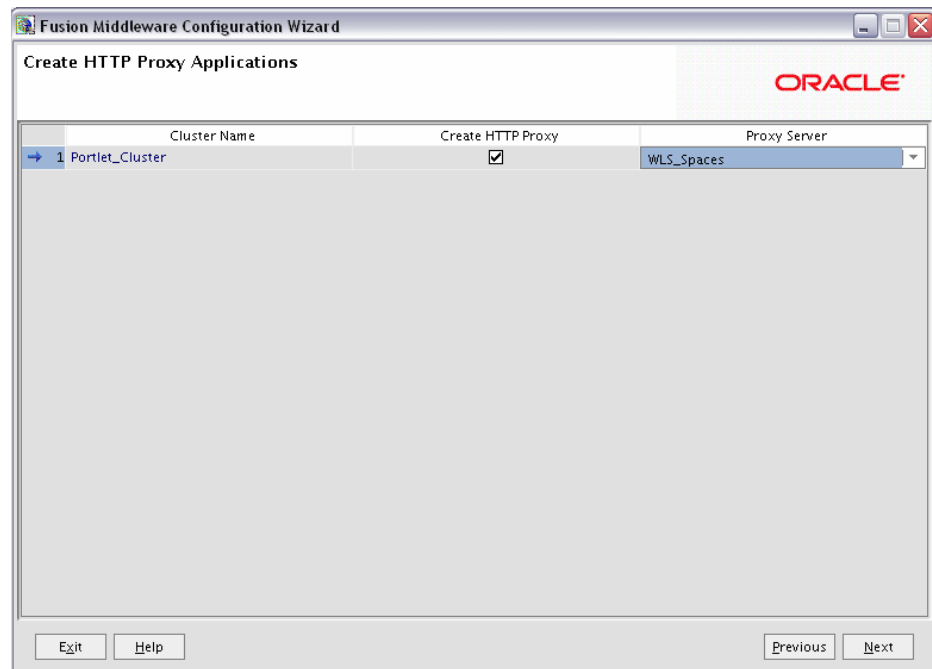 Fusion Middleware Configuration Wizard
Create HTTP Proxy Applications
ORACLE
Cluster Name Create HTTP Proxy Proxy Server
1 Portlet_Cluster WLS_Spaces
Exit Help Previous Next